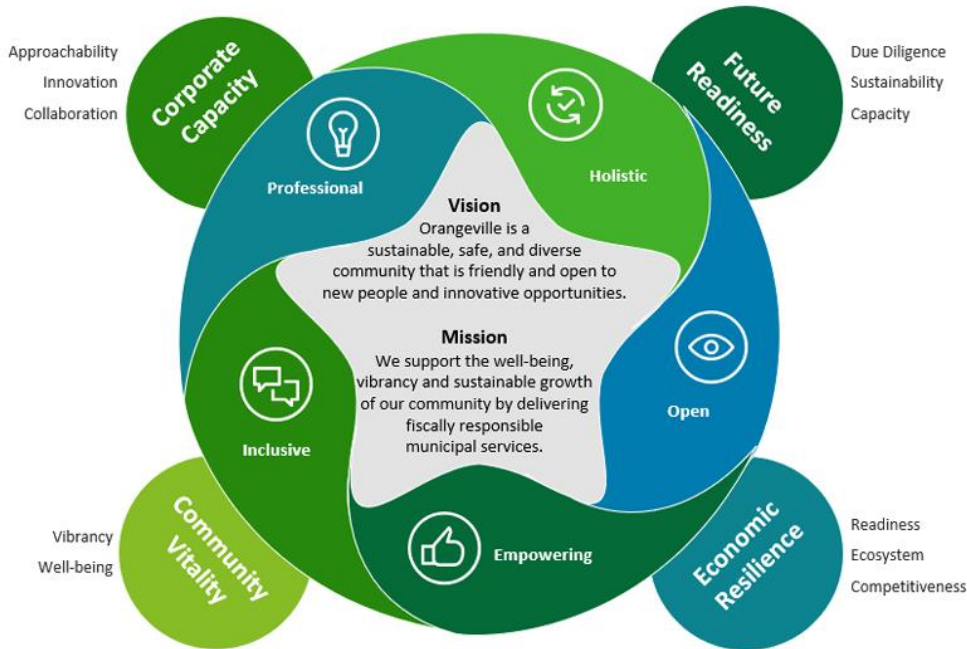 Approachability
Innovation
Collaboration
Corporate
Capacity
Future
Readiness
Due Diligence
Sustainability
Capacity
Professional
Holistic
Vision
Orangeville is a
sustainable, safe, and diverse
community that is friendly and open to
new people and innovative opportunities.
Mission
We support the well-being,
vibrancy and sustainable growth
of our community by delivering
fiscally responsible
municipal services.
Inclusive
Open
Empowering
Vibrancy
Well-being
Community
Vitality
Economic
Resilience
Readiness
Ecosystem
Competitiveness